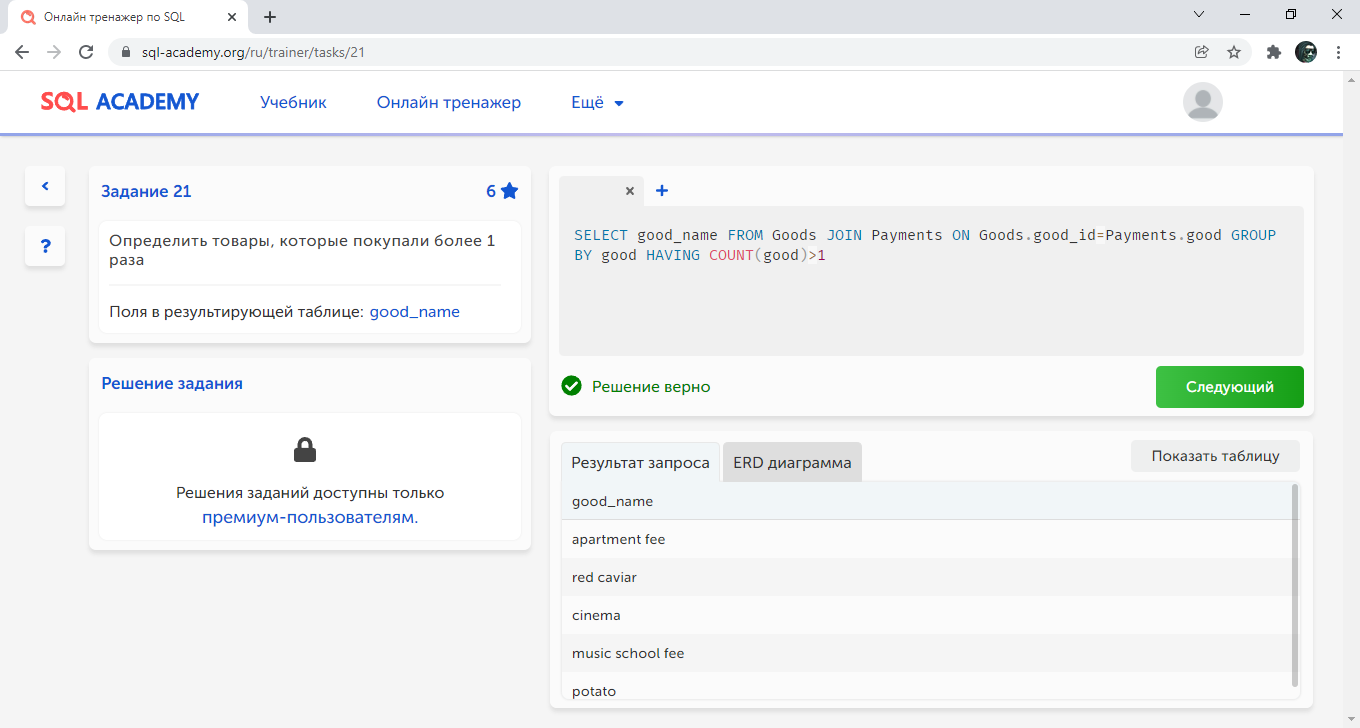 Онлайн тренажер по SQL
sql-academy.org/ru/trainer/tasks/21
SQL ACADEMY
Учебник
Онлайн тренажер
Ещё
Задание 21
6
Определить товары, которые покупали более 1
раза
Поля в результирующей таблице: good_name
?
Решение задания
Решения заданий доступны только
премиум-пользователям.
SELECT good_name FROM Goods JOIN Payments ON Goods.good_id=Payments.good GROUP
BY good HAVING COUNT(good)>1
Решение верно
Следующий
Результат запроса
ERD диаграмма
Показать таблицу
good_name
apartment fee
red caviar
cinema
music school fee
potato